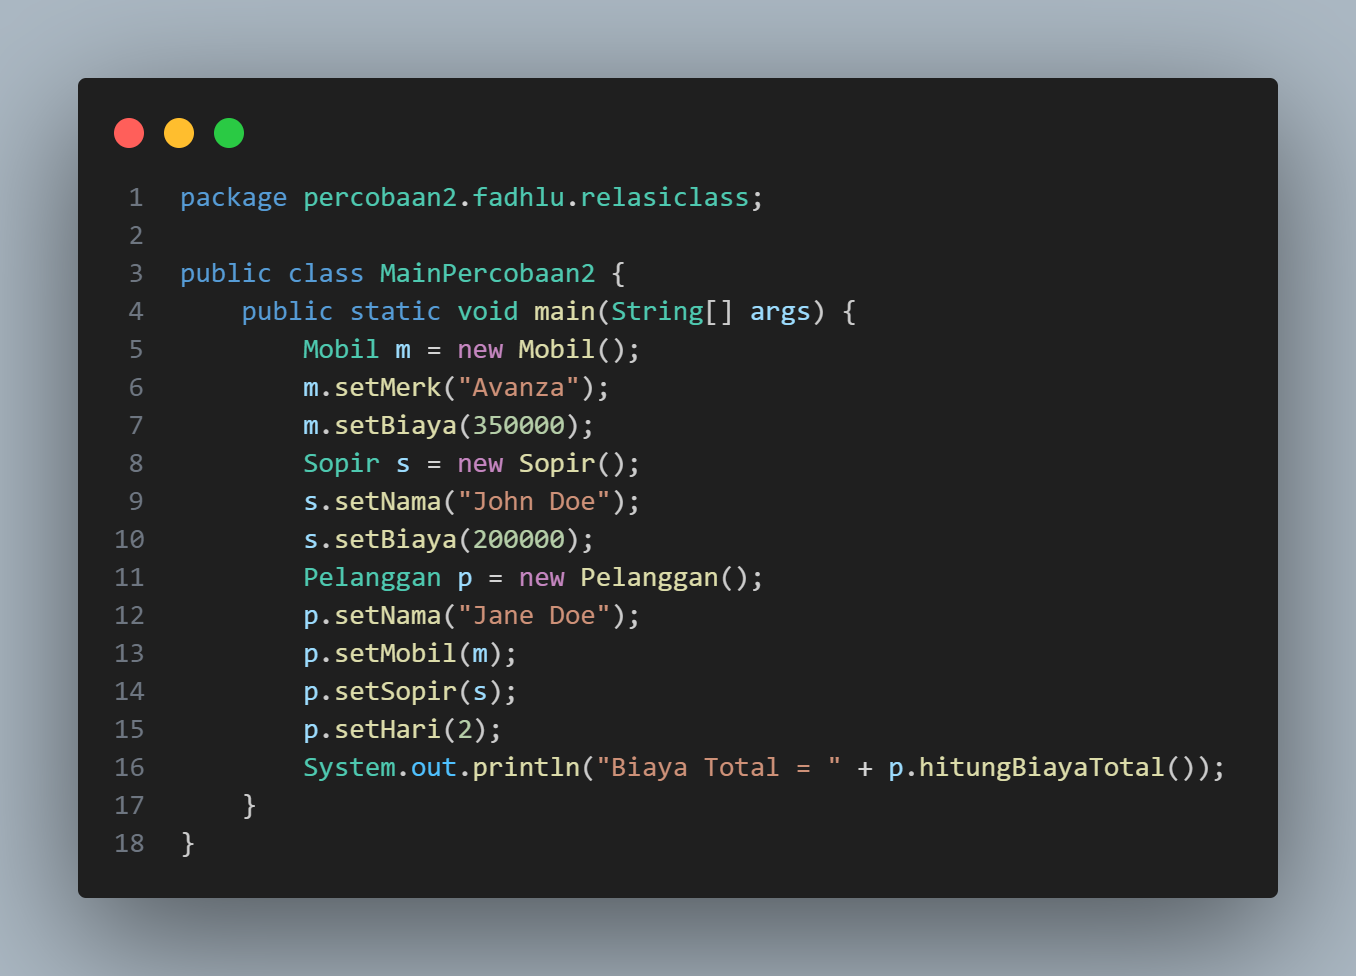 1 package percobaan2.fadhlu.relasiclass;
2
3 public class MainPercobaan2 {
4     public static void main(String[] args) {
5         Mobil m = new Mobil();
6         m.setMerk("Avanza");
7         m.setBiaya(350000);
8         Sopir s = new Sopir();
9         s.setNama("John Doe");
10         s.setBiaya(200000);
11         Pelanggan p = new Pelanggan();
12         p.setNama("Jane Doe");
13         p.setMobil(m);
14         p.setSopir(s);
15         p.setHari(2);
16         System.out.println("Biaya Total = " + p.hitungBiayaTotal());
17     }
18 }